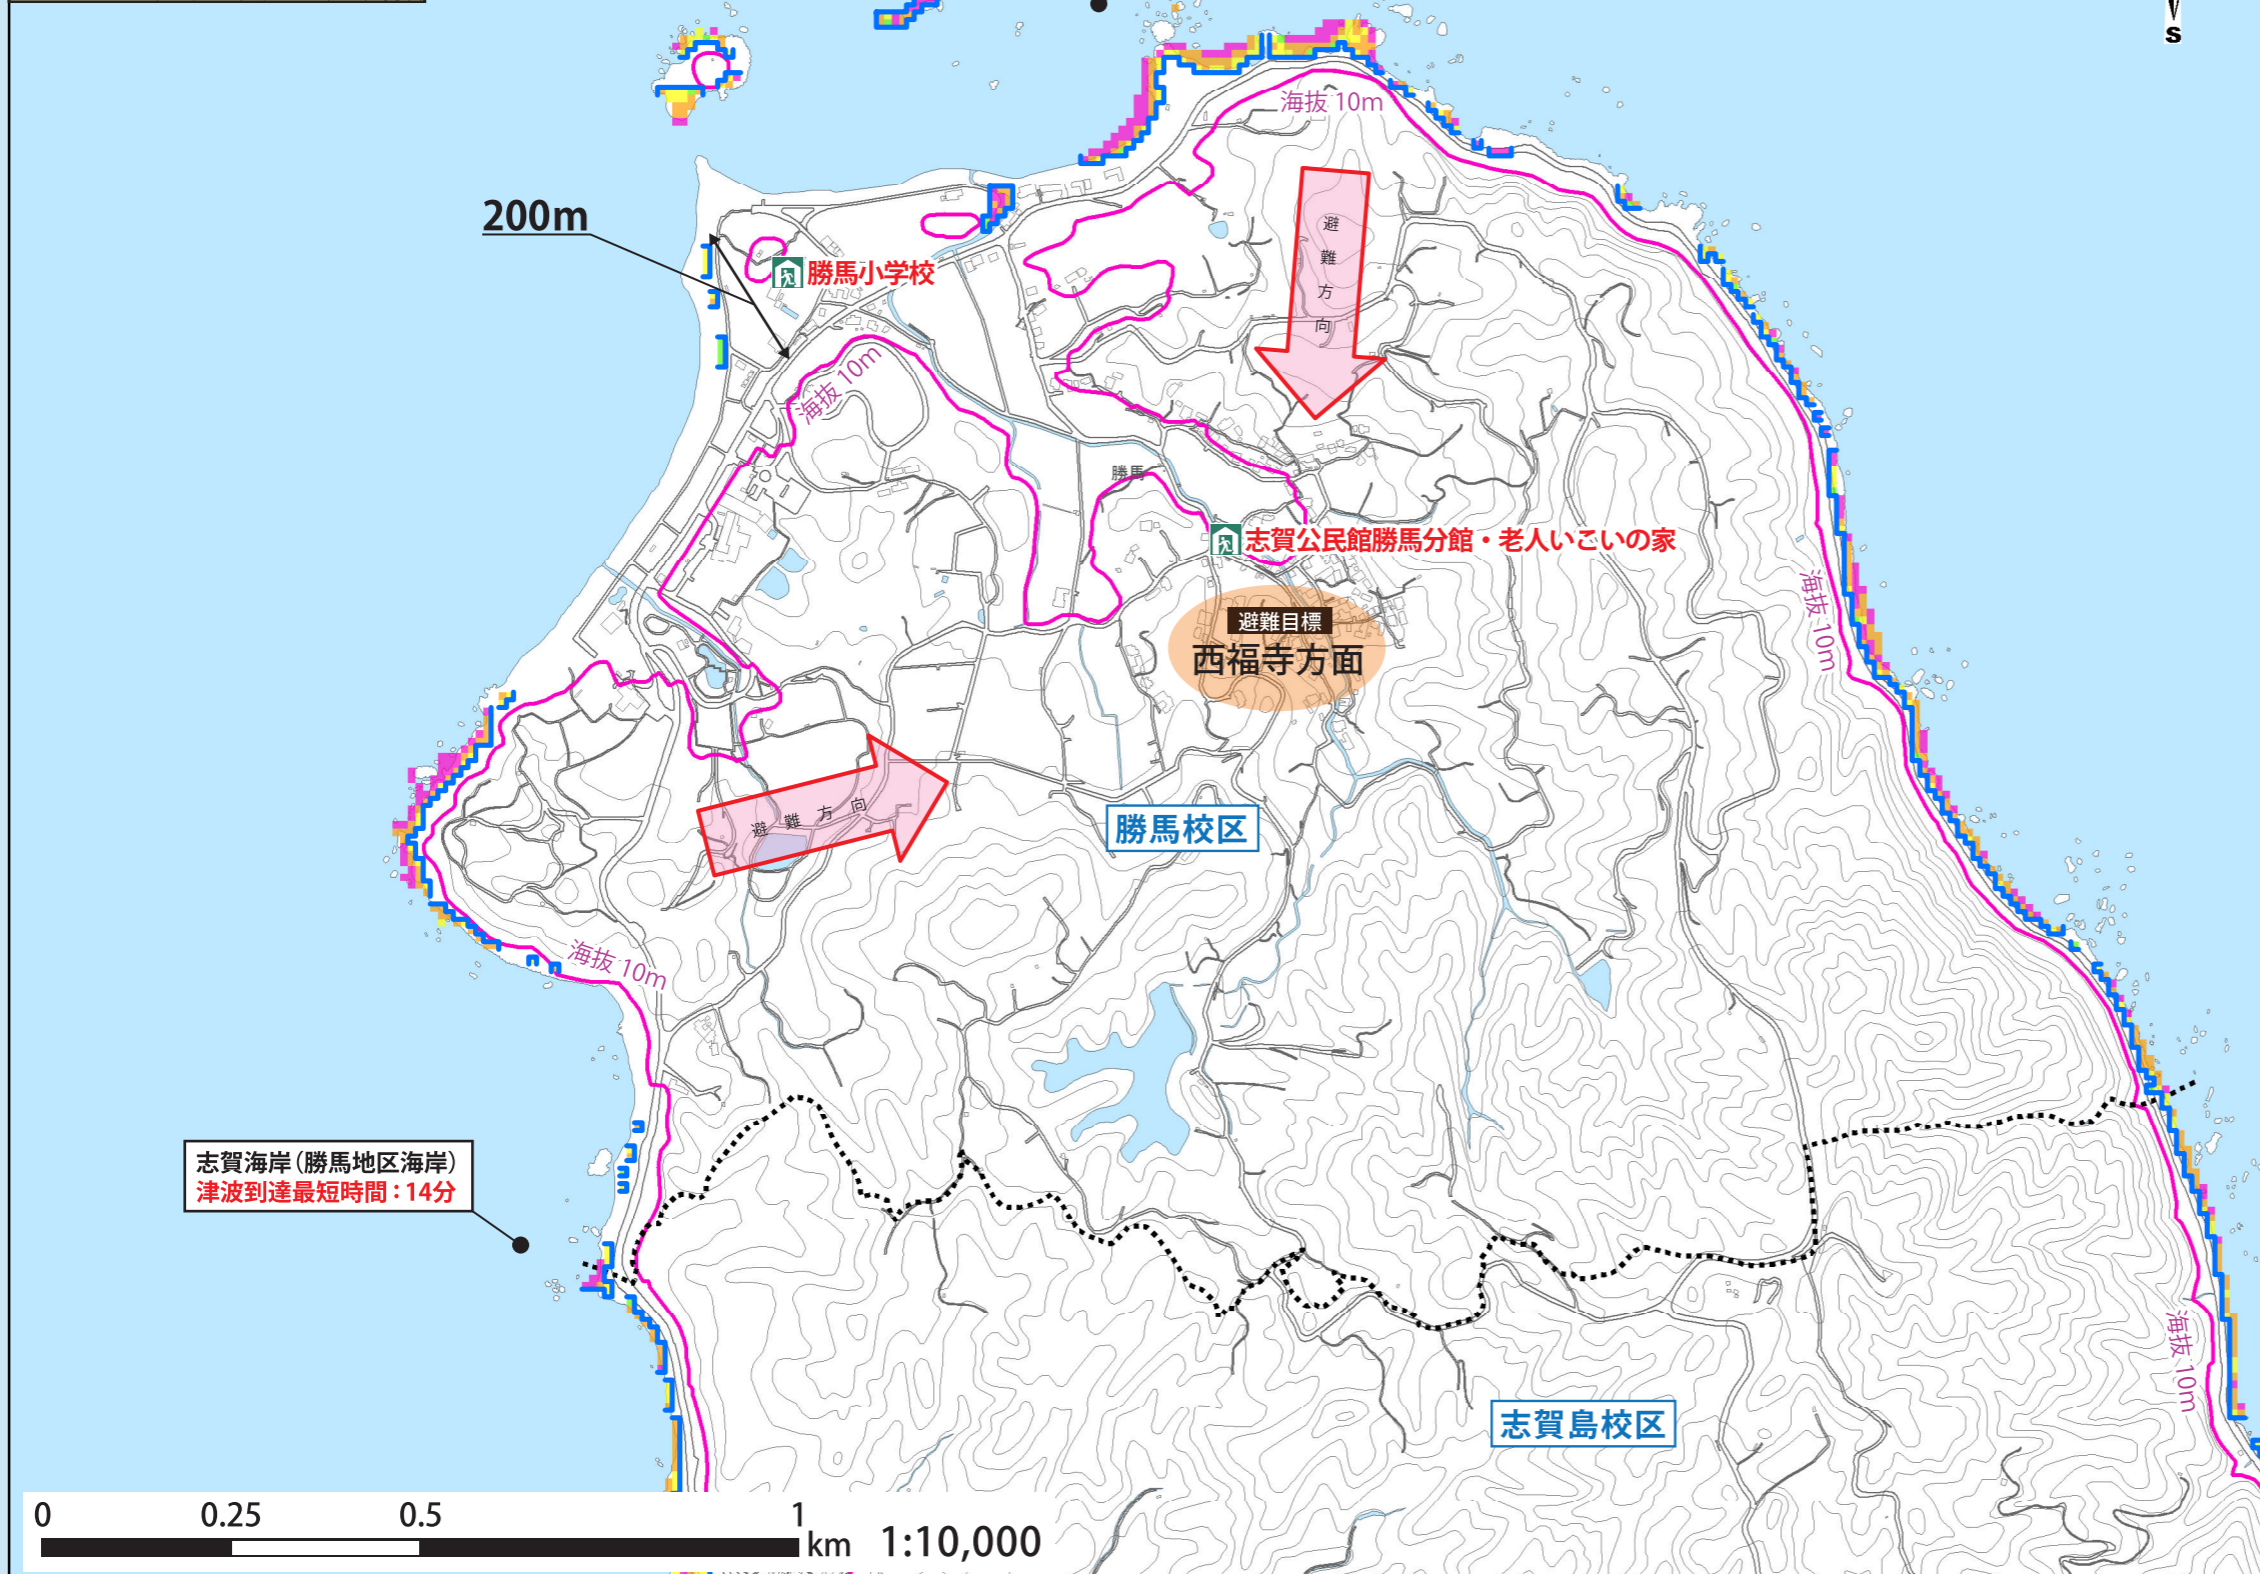 S
海抜 10m
200m
避難方向
勝馬小学校
海抜 10m
勝馬
志賀公民館勝馬分館・老人いこいの家
海抜 10m
避難目標
西福寺方面
避難方向
勝馬校区
海抜 10m
志賀海岸(勝馬地区海岸)
津波到達最短時間:14分
海抜 10m
志賀島校区
0 0.25 0.5 1
km 1:10,000